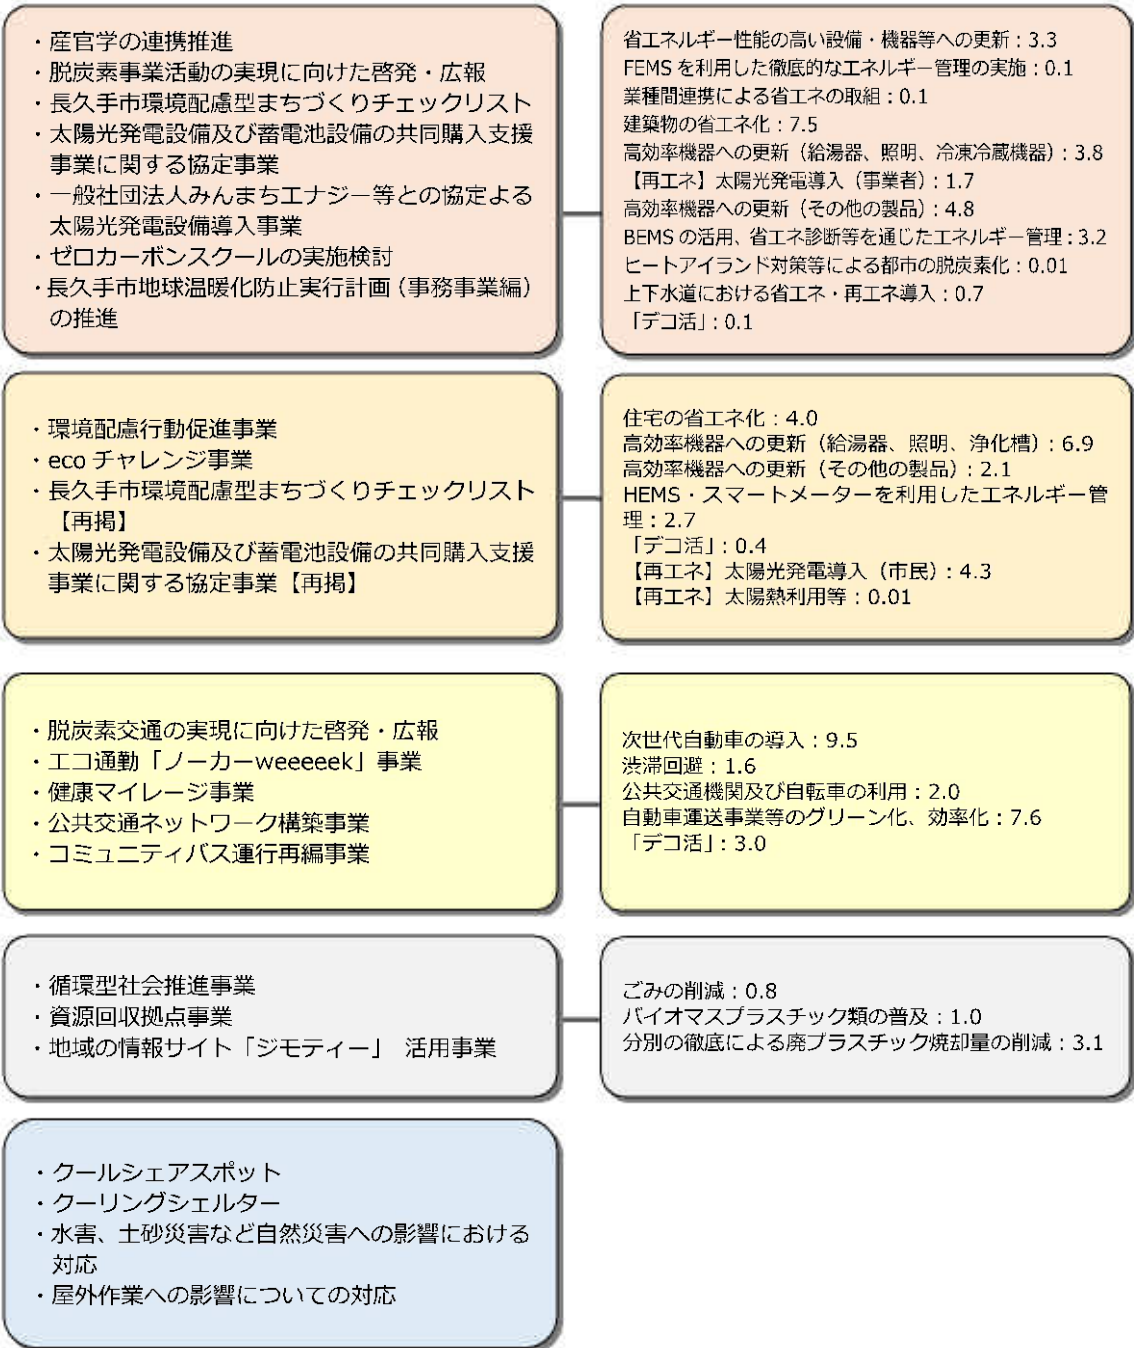 ・産官学の連携推進
・脱炭素事業活動の実現に向けた啓発・広報
・長久手市環境配慮型まちづくりチェックリスト
・太陽光発電設備及び蓄電池設備の共同購入支援
事業に関する協定事業
・一般社団法人みんまちエナジー等との協定よる
太陽光発電設備導入事業
・ゼロカーボンスクールの実施検討
・長久手市地球温暖化防止実行計画（事務事業編）
の推進
省エネルギー性能の高い設備・機器等への更新：3.3
FEMSを利用した徹底的なエネルギー管理の実施：0.1
業種間連携による省エネの取組：0.1
建築物の省エネ化：7.5
高効率機器への更新（給湯器、照明、冷凍冷蔵機器）：3.8
【再エネ】太陽光発電導入（事業者）：1.7
高効率機器への更新（その他の製品）：4.8
BEMSの活用、省エネ診断等を通じたエネルギー管理：3.2
ヒートアイランド対策等による都市の脱炭素化：0.01
上下水道における省エネ・再エネ導入：0.7
「デコ活」：0.1
・環境配慮行動促進事業
・ecoチャレンジ事業
・長久手市環境配慮型まちづくりチェックリスト
【再掲】
・太陽光発電設備及び蓄電池設備の共同購入支援
事業に関する協定事業【再掲】
住宅の省エネ化：4.0
高効率機器への更新（給湯器、照明、浄化槽）：6.9
高効率機器への更新（その他の製品）：2.1
HEMS・スマートメーターを利用したエネルギー管
理：2.7
「デコ活」：0.4
【再エネ】太陽光発電導入（市民）：4.3
【再エネ】太陽熱利用等：0.01
・脱炭素交通の実現に向けた啓発・広報
・エコ通勤「ノーカーweeeeek」事業
・健康マイレージ事業
・公共交通ネットワーク構築事業
・コミュニティバス運行再編事業
次世代自動車の導入：9.5
渋滞回避：1.6
公共交通機関及び自転車の利用：2.0
自動車運送事業等のグリーン化、効率化：7.6
「デコ活」：3.0
・循環型社会推進事業
・資源回収拠点事業
・地域の情報サイト「ジモティー」 活用事業
ごみの削減：0.8
バイオマスプラスチック類の普及：1.0
分別の徹底による廃プラスチック焼却量の削減：3.1
・クールシェアスポット
・クーリングシェルター
・水害、土砂災害など自然災害への影響における
対応
・屋外作業への影響についての対応